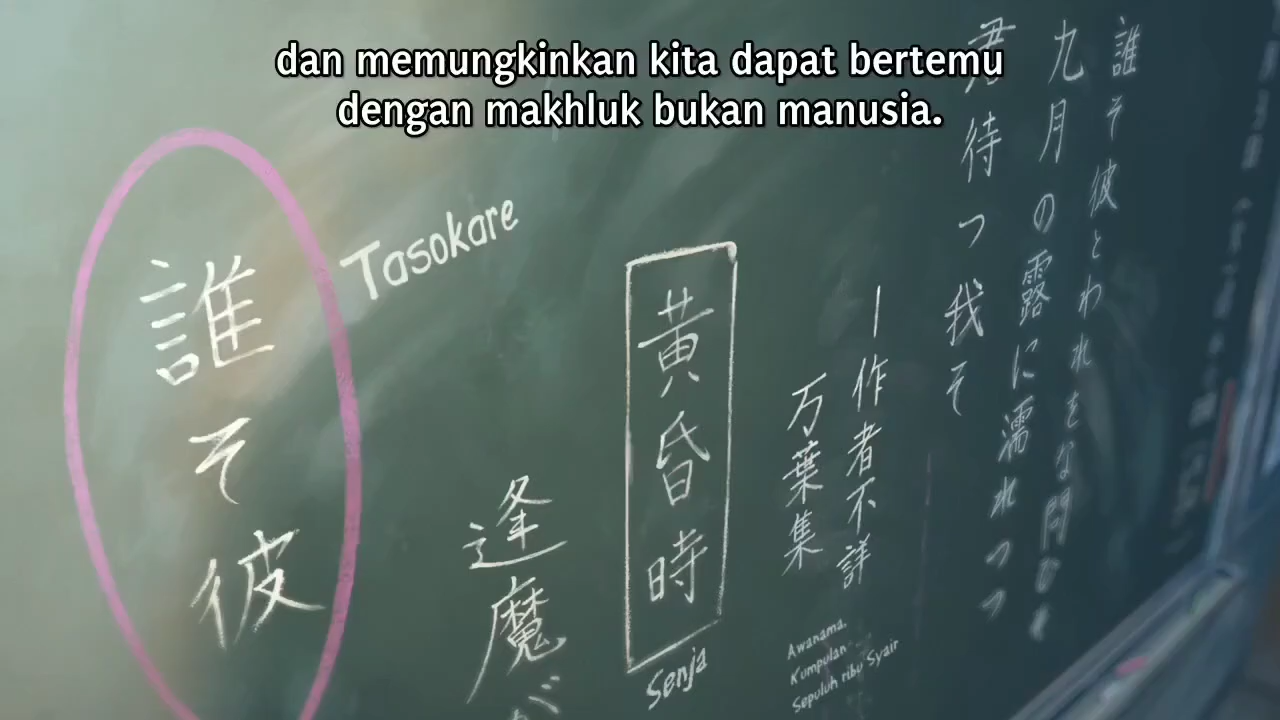 dan memungkinkan kita dapat bertemu
dengan makhluk bukan manusia.
誰そ彼とわれをな問ひそ
九月の露に濡れつつ
君待つ我そ
ー作者不詳
万葉集
Awanama.
Kumpulan
Sepuluh ribu Syair
黄昏時
Senja
逢魔が
Tasokare
誰そ彼